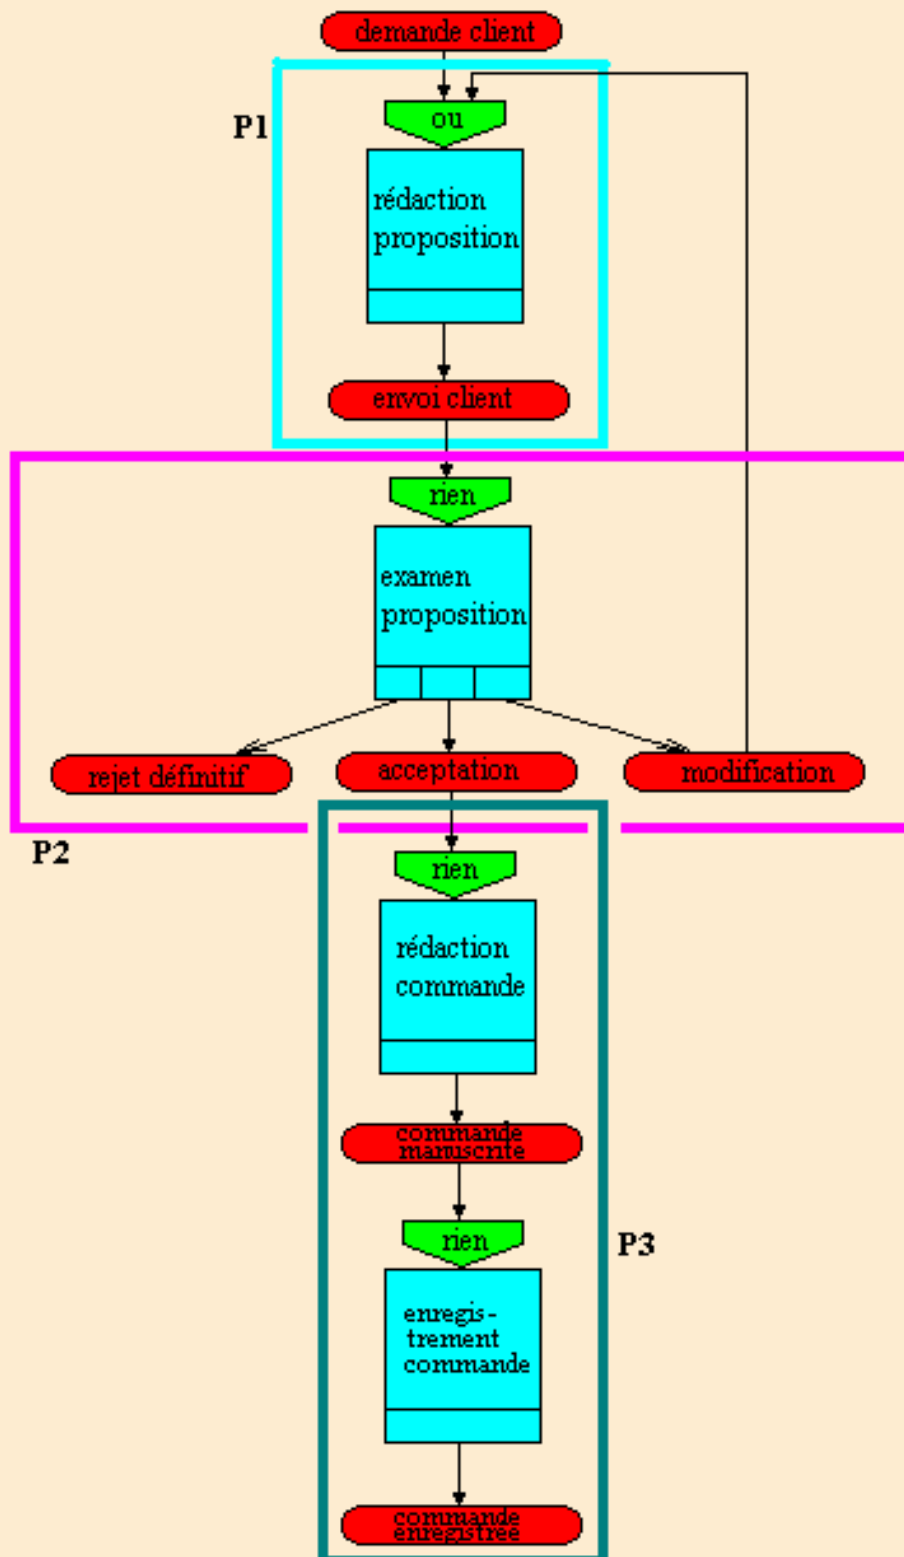 demande client
P1
ou
rédaction
proposition
envoi client
rien
examen
proposition
rejet définitif
acceptation
modification
P2
rien
rédaction
commande
commande
manuscrite
rien
P3
enregis-
trement
commande
commande
enregistrée